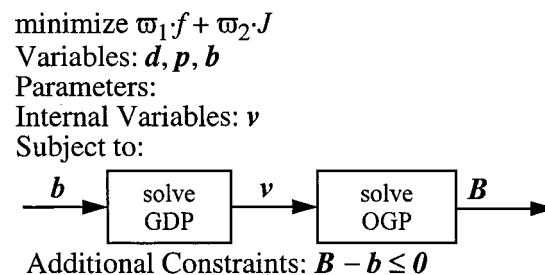 minimize ϖ₁·f + ϖ₂·J
Variables: d, p, b
Parameters:
Internal Variables: v
Subject to:
b solve GDP v solve OGP B
Additional Constraints: B − b ≤ 0